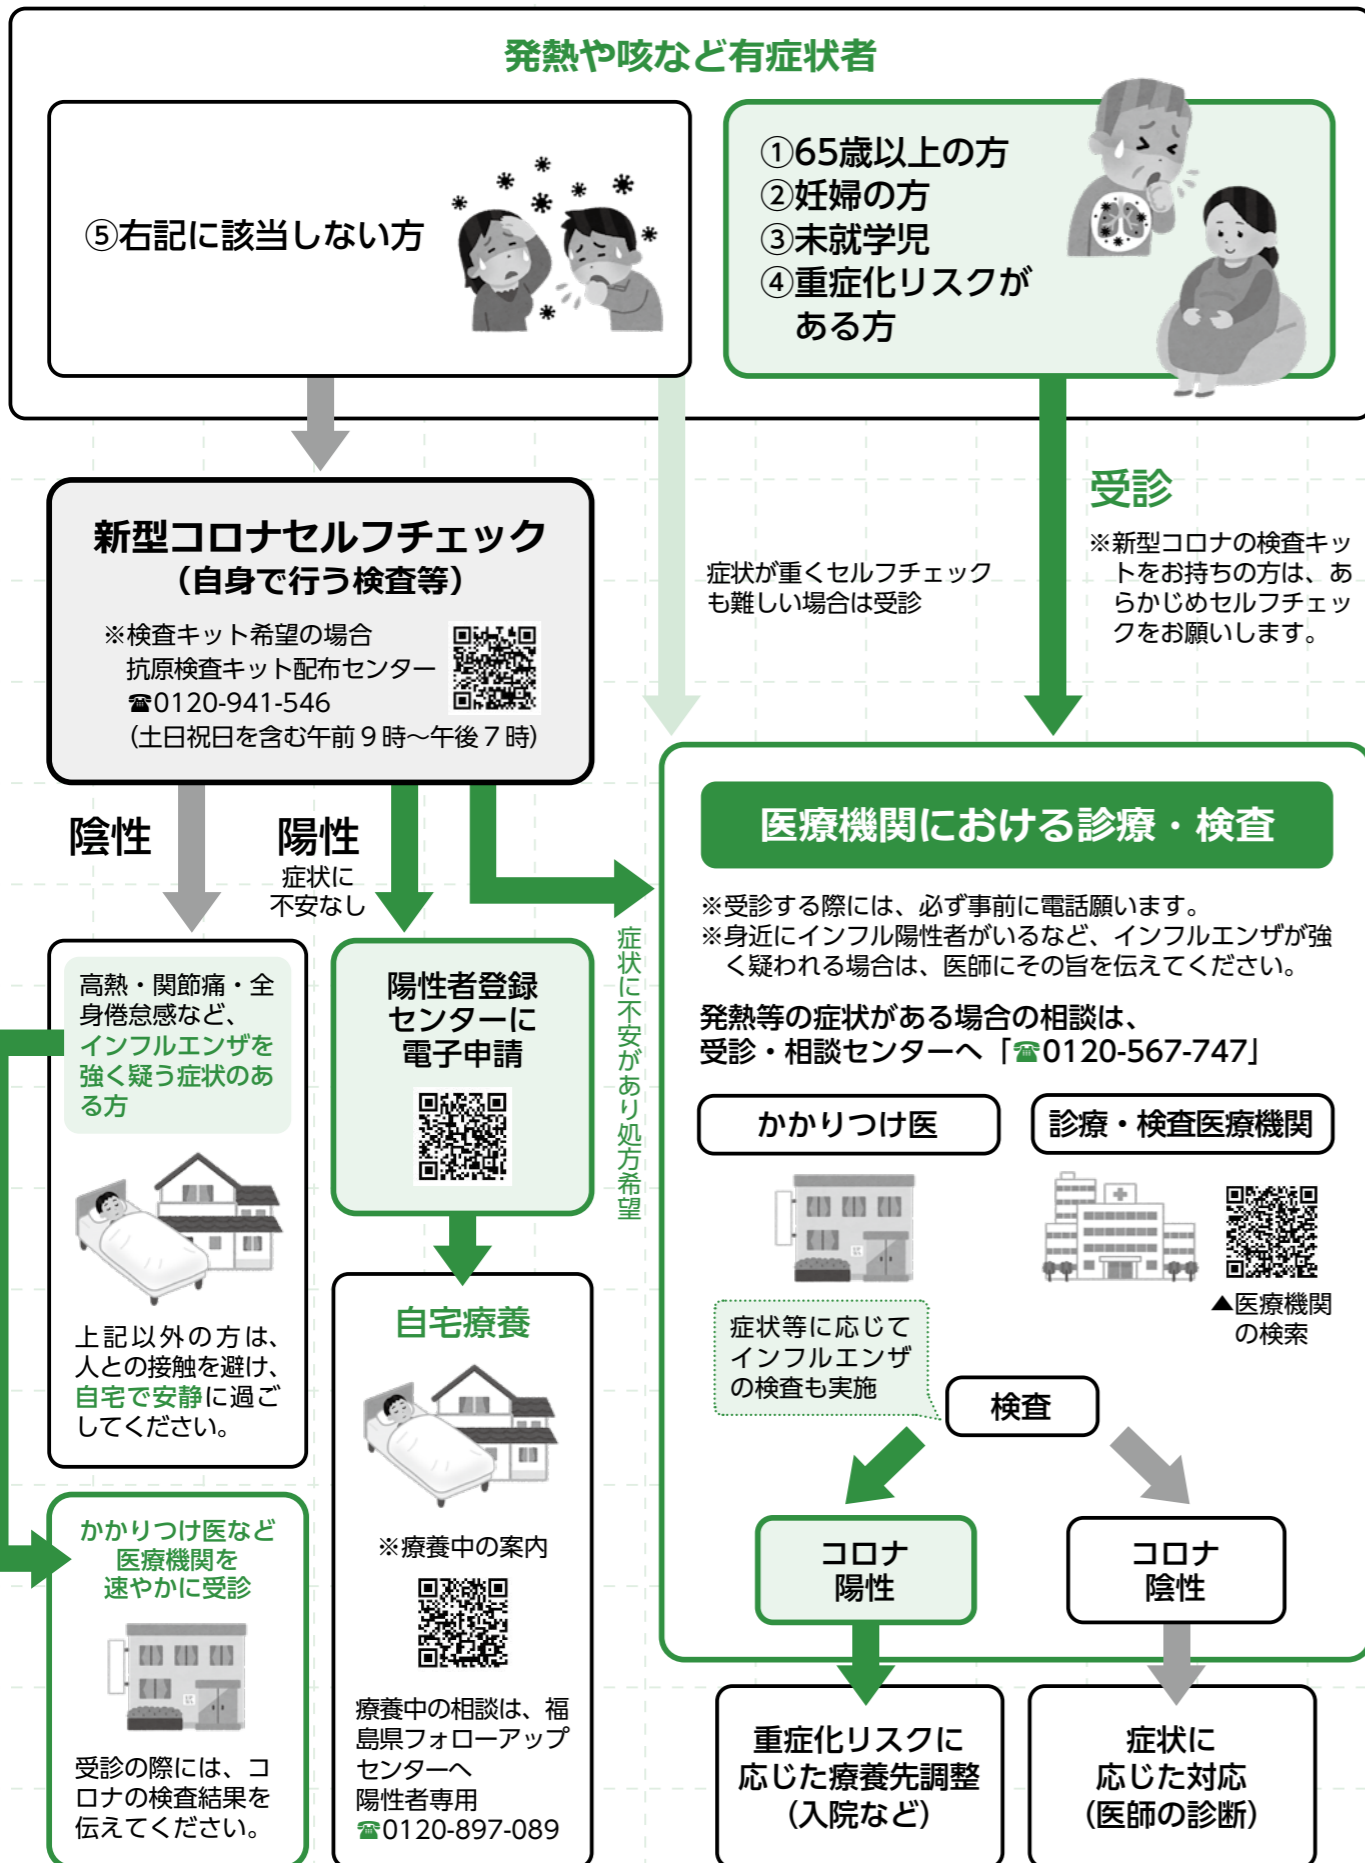 発熱や咳など有症状者
⑤右記に該当しない方
①65歳以上の方
②妊婦の方
③未就学児
④重症化リスクが
ある方
新型コロナセルフチェック
（自身で行う検査等）
※検査キット希望の場合
抗原検査キット配布センター
☎0120-941-546
（土日祝日を含む午前９時～午後７時）
症状が重くセルフチェック
も難しい場合は受診
受診
※新型コロナの検査キッ
トをお持ちの方は、あ
らかじめセルフチェッ
クをお願いします。
陰性
陽性
症状に
不安なし
症状に不安があり処方希望
高熱・関節痛・全
身倦怠感など、
インフルエンザを
強く疑う症状のあ
る方
上記以外の方は、
人との接触を避け、
自宅で安静に過ご
してください。
かかりつけ医など
医療機関を
速やかに受診
受診の際には、コ
ロナの検査結果を
伝えてください。
陽性者登録
センターに
電子申請
自宅療養
※療養中の案内
療養中の相談は、福
島県フォローアップ
センターへ
陽性者専用
☎0120-897-089
医療機関における診療・検査
※受診する際には、必ず事前に電話願います。
※身近にインフル陽性者がいるなど、インフルエンザが強
く疑われる場合は、医師にその旨を伝えてください。
発熱等の症状がある場合の相談は、
受診・相談センターへ「☎0120-567-747」
かかりつけ医
診療・検査医療機関
▲医療機関
の検索
症状等に応じて
インフルエンザ
の検査も実施
検査
コロナ
陽性
コロナ
陰性
重症化リスクに
応じた療養先調整
（入院など）
症状に
応じた対応
（医師の診断）